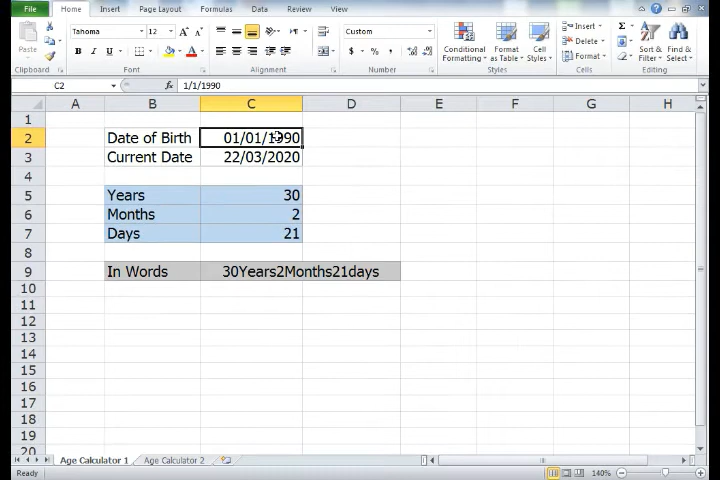 File Home Insert Page Layout Formulas Data Review View
Paste
Tahoma 12
Custom
Conditional Formatting
Format as Table
Cell Styles
Insert
Delete
Format
Sort & Filter
Find & Select
Clipboard Font Alignment Number Styles Cells Editing
C2 fx 1/1/1990
A B C D E F G H
1
2 Date of Birth 01/01/1990
3 Current Date 22/03/2020
4
5 Years 30
6 Months 2
7 Days 21
8
9 In Words 30Years2Months21days
10
11
12
13
14
15
16
17
18
19
20
Age Calculator 1 Age Calculator 2
Ready 140%